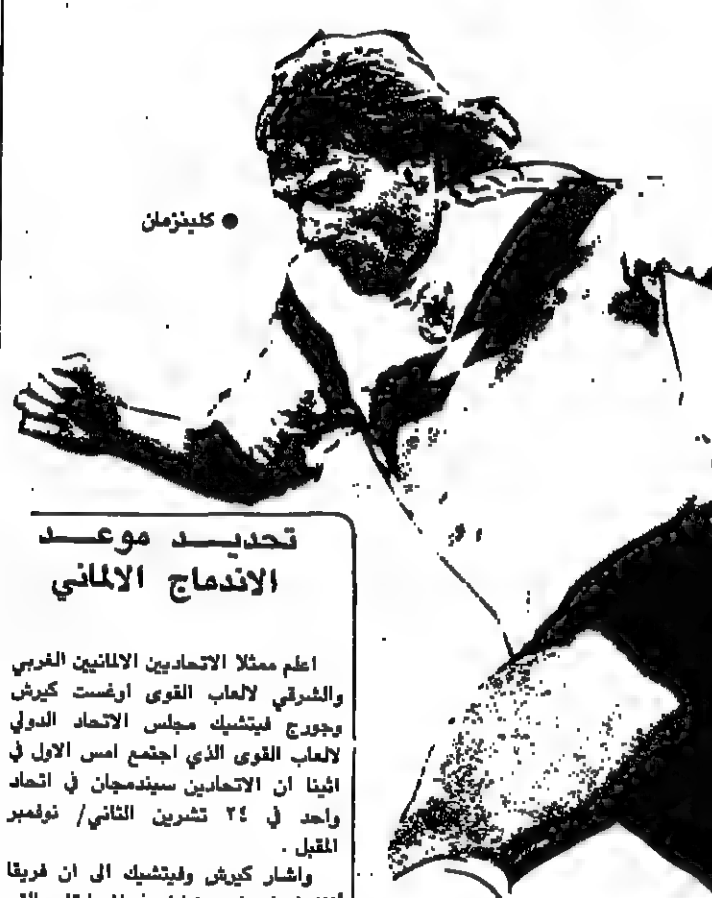 ● كلينزمان
تحديد موعد
الاندماج الالماني
اعلم ممثلا الاتحاديين الالمانيين الغربي
والشرقي لالعاب القوى اوغست كيرش
وجورج فيتشيك مجلس الاتحاد الدولي
لالعاب القوى الذي اجتمع امس الاول في
اثينا ان الاتحادين سيندمجان في اتحاد
واحد في ٢٤ تشرين الثاني/ نوفمبر
المقبل .
واشار كيرش وفيتشيك الى ان فريقا